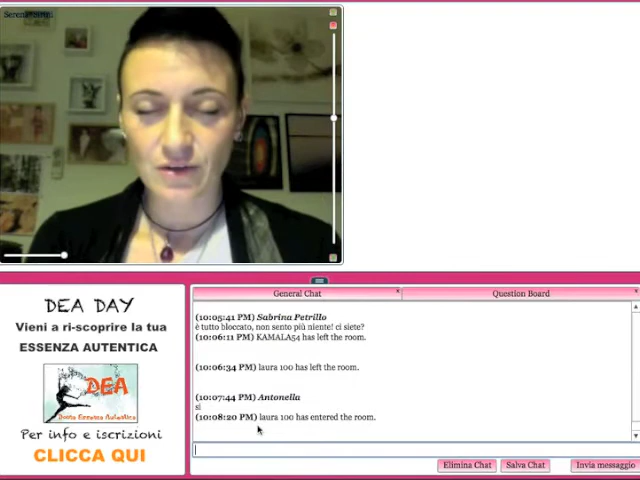 DEA DAY
Vieni a ri-scoprire la tua
ESSENZA AUTENTICA
DEA
Donta Essenza Autentica
Per info e iscrizioni
CLICCA QUI
General Chat
Question Board
(10:05:41 PM) Sabrina Petrillo
è tutto bloccato, non sento più niente! ci siete?
(10:06:11 PM) KAMALA54 has left the room.
(10:06:34 PM) laura 100 has left the room.
(10:07:44 PM) Antonella
si
(10:08:20 PM) laura 100 has entered the room.
Elimina Chat
Salva Chat
Invia messaggio